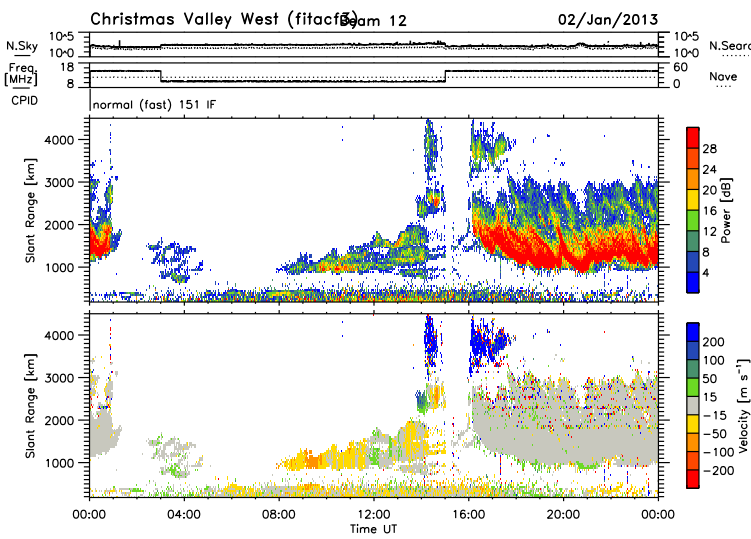 Christmas Valley West (fitacf3) Beam 12 02/Jan/2013
N.Sky 10^5 10^0 10^5 10^0 N.Searc
Freq. [MHz] 18 8 60 0 Nave
CPID normal (fast) 151 IF
Slant Range [km] 4000 3000 2000 1000
Power [dB] 28 24 20 16 12 8 4
Slant Range [km] 4000 3000 2000 1000
Velocity [m s⁻¹] 200 100 50 15 -15 -50 -100 -200
00:00 04:00 08:00 12:00 16:00 20:00 00:00
Time UT